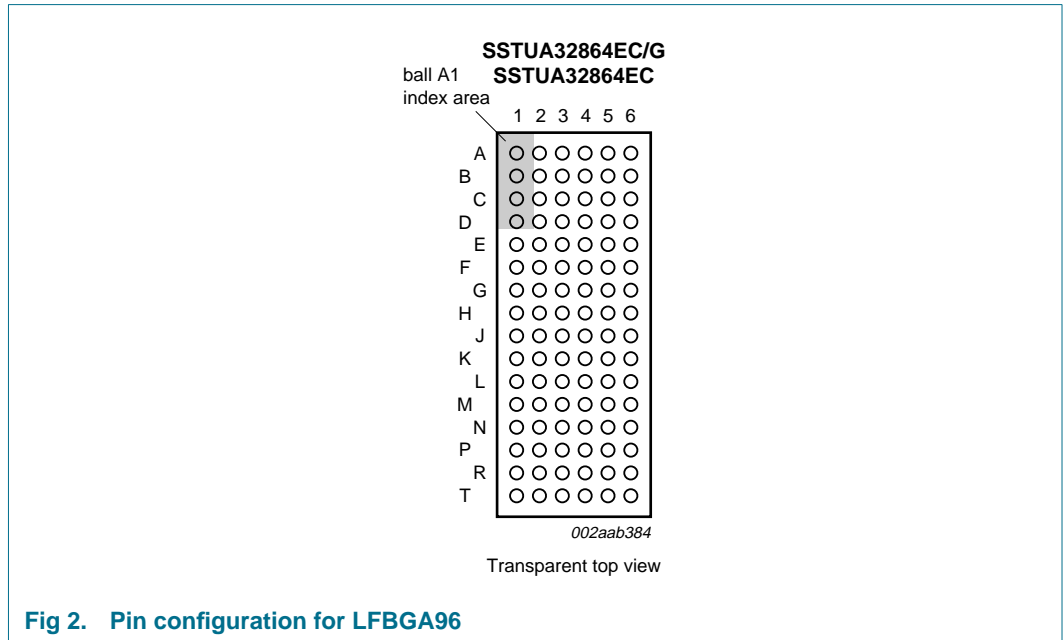 SSTUA32864EC/G
SSTUA32864EC
ball A1
index area
1 2 3 4 5 6
A
B
C
D
E
F
G
H
J
K
L
M
N
P
R
T
002aab384
Transparent top view
Fig 2. Pin configuration for LFBGA96